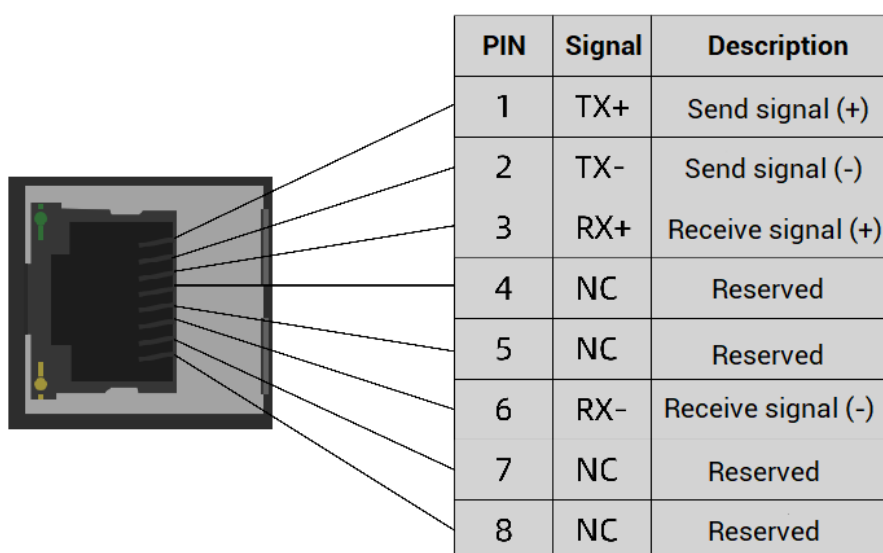 PIN Signal Description
1 TX+ Send signal (+)
2 TX- Send signal (-)
3 RX+ Receive signal (+)
4 NC Reserved
5 NC Reserved
6 RX- Receive signal (-)
7 NC Reserved
8 NC Reserved